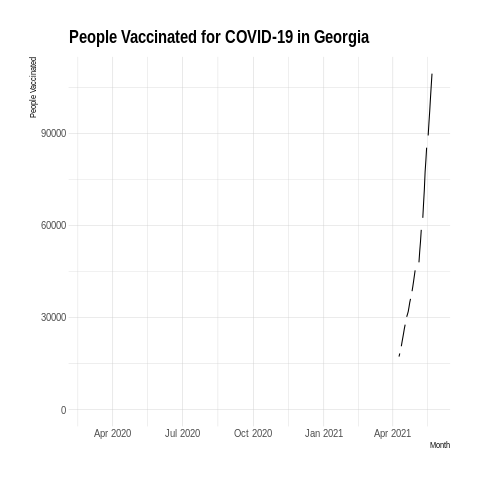 People Vaccinated for COVID-19 in Georgia
People Vaccinated
90000
60000
30000
0
Apr 2020 Jul 2020 Oct 2020 Jan 2021 Apr 2021
Month